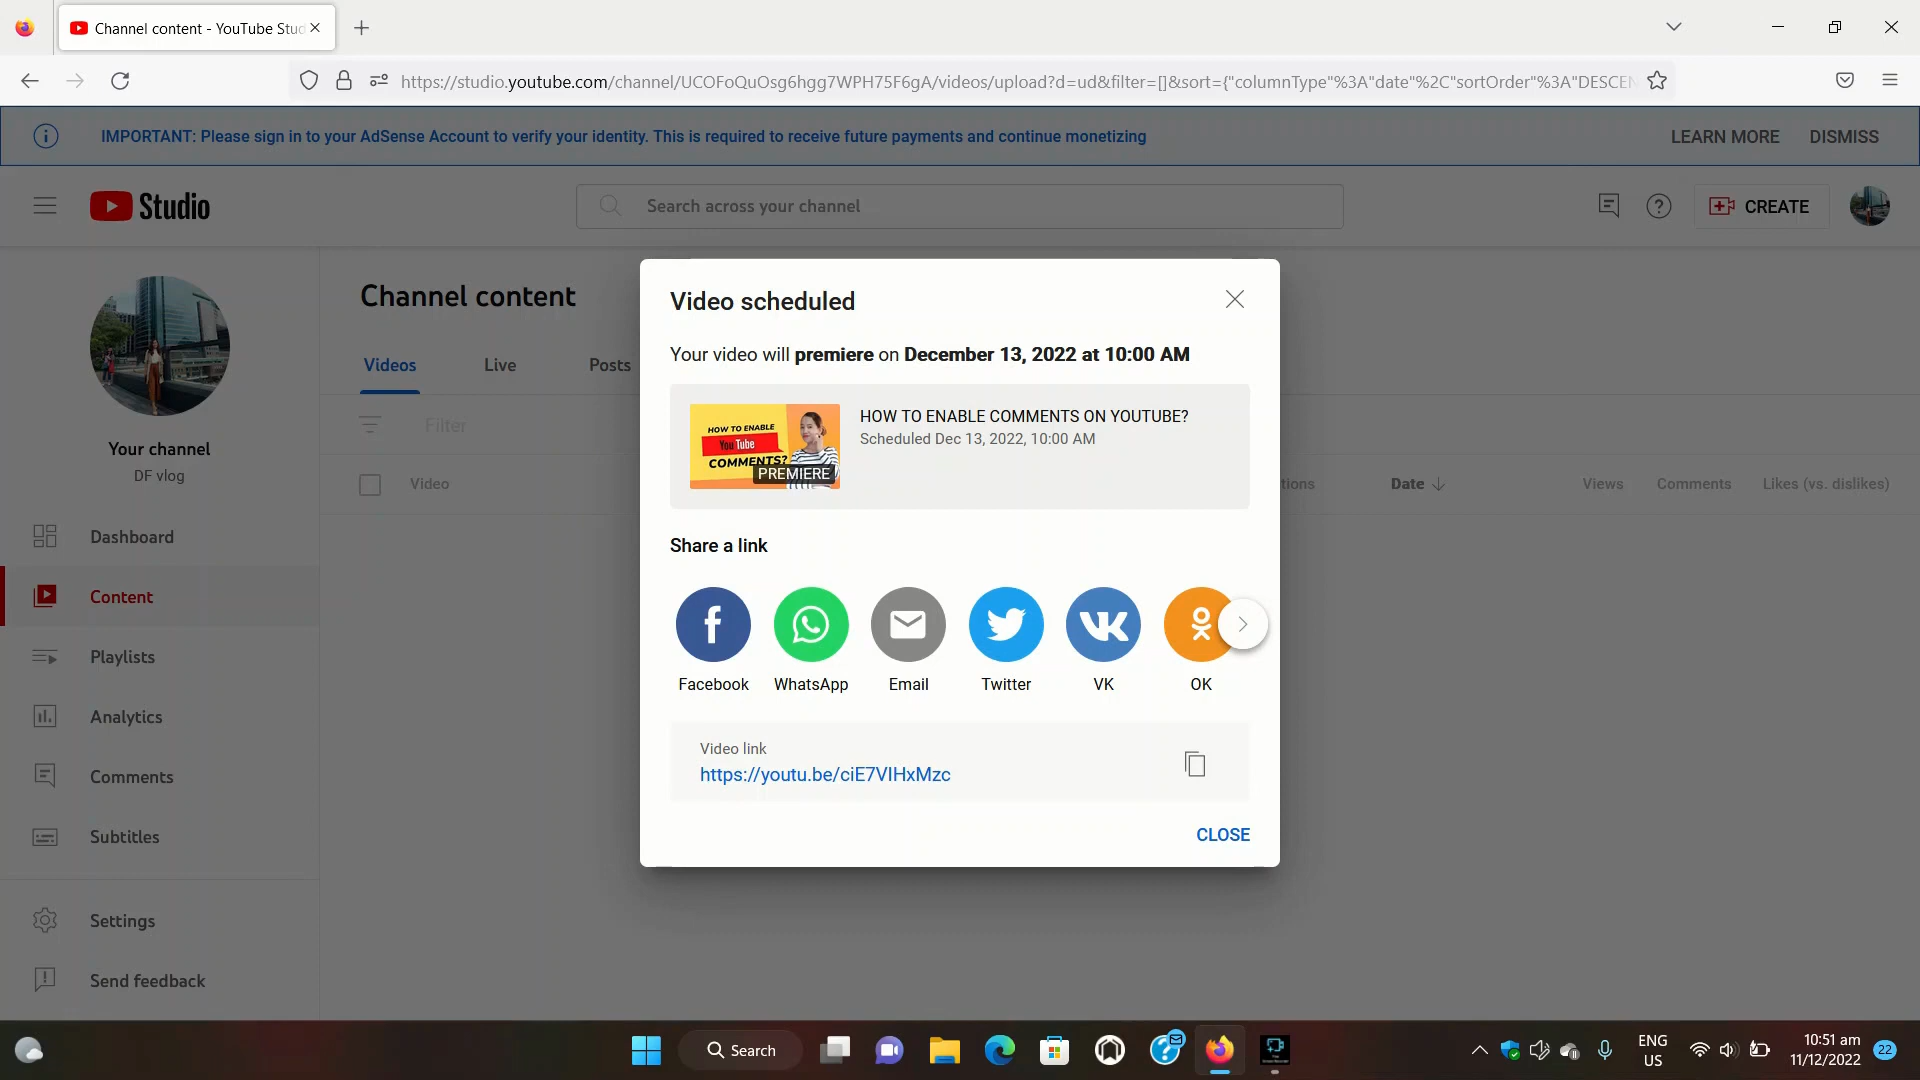 Channel content - YouTube Stud
https://studio.youtube.com/channel/UCOFoQuOsg6hgg7WPH75F6gA/videos/upload?d=ud&filter=[]&sort={"columnType"%3A"date"%2C"sortOrder"%3A"DESCEN
IMPORTANT: Please sign in to your AdSense Account to verify your identity. This is required to receive future payments and continue monetizing
LEARN MORE
DISMISS
Studio
Search across your channel
CREATE
Your channel
DF vlog
Dashboard
Content
Playlists
Analytics
Comments
Subtitles
Settings
Send feedback
Channel content
Videos
Live
Posts
Filter
Video
tions
Date
Views
Comments
Likes (vs. dislikes)
Video scheduled
Your video will premiere on December 13, 2022 at 10:00 AM
HOW TO ENABLE
YouTube
COMMENTS?
PREMIERE
HOW TO ENABLE COMMENTS ON YOUTUBE?
Scheduled Dec 13, 2022, 10:00 AM
Share a link
Facebook
WhatsApp
Email
Twitter
VK
OK
Video link
https://youtu.be/ciE7VIHxMzc
CLOSE
Search
ENG
US
10:51 am
11/12/2022
22